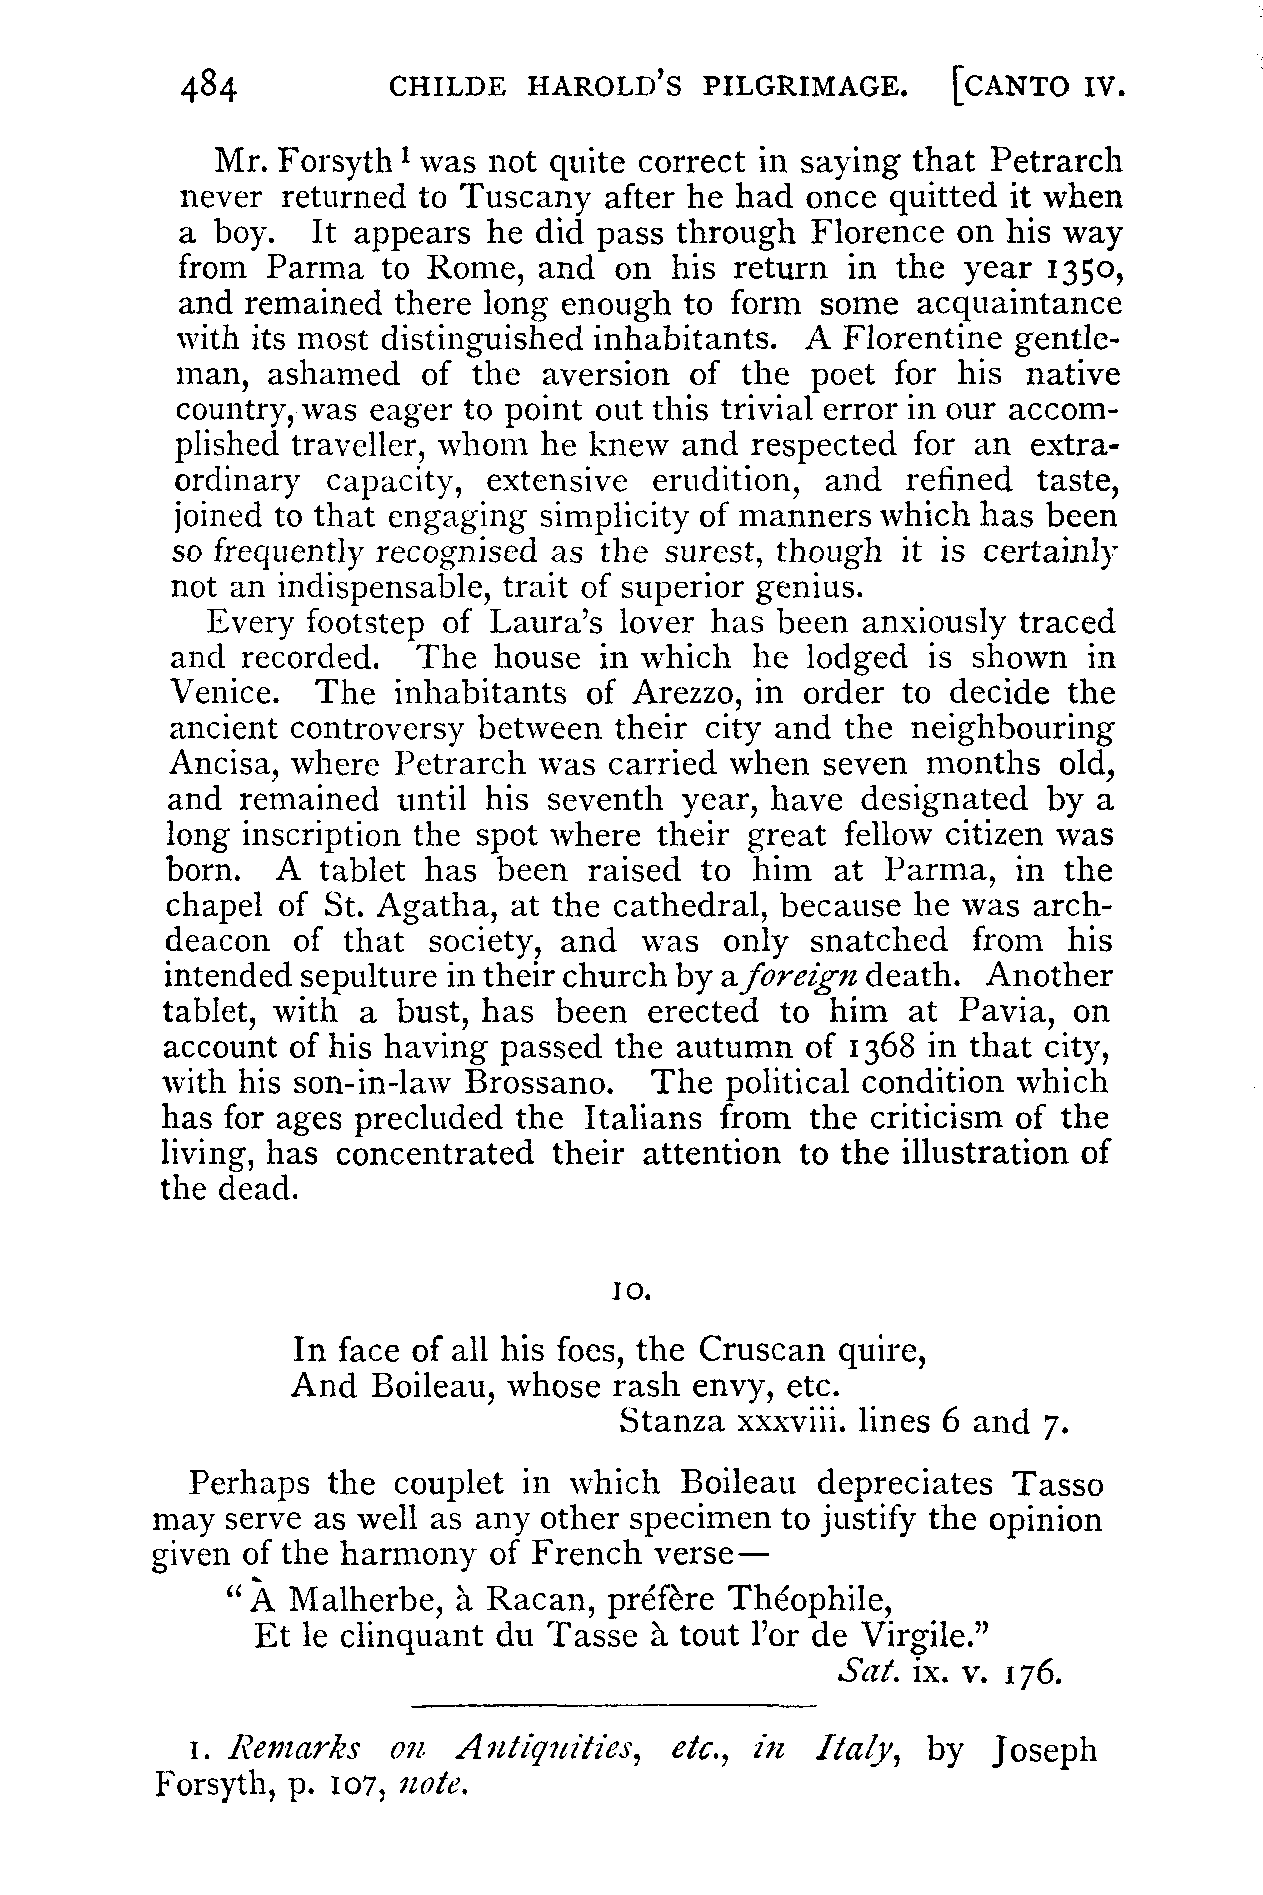 484 CHILDE HAROLD'S PILGRIMAGE. [CANTO IV.
Mr. Forsyth ¹ was not quite correct in saying that Petrarch
never returned to Tuscany after he had once quitted it when
a boy. It appears he did pass through Florence on his way
from Parma to Rome, and on his return in the year 1350,
and remained there long enough to form some acquaintance
with its most distinguished inhabitants. A Florentine gentle-
man, ashamed of the aversion of the poet for his native
country, was eager to point out this trivial error in our accom-
plished traveller, whom he knew and respected for an extra-
ordinary capacity, extensive erudition, and refined taste,
joined to that engaging simplicity of manners which has been
so frequently recognised as the surest, though it is certainly
not an indispensable, trait of superior genius.
Every footstep of Laura's lover has been anxiously traced
and recorded. The house in which he lodged is shown in
Venice. The inhabitants of Arezzo, in order to decide the
ancient controversy between their city and the neighbouring
Ancisa, where Petrarch was carried when seven months old,
and remained until his seventh year, have designated by a
long inscription the spot where their great fellow citizen was
born. A tablet has been raised to him at Parma, in the
chapel of St. Agatha, at the cathedral, because he was arch-
deacon of that society, and was only snatched from his
intended sepulture in their church by a foreign death. Another
tablet, with a bust, has been erected to him at Pavia, on
account of his having passed the autumn of 1368 in that city,
with his son-in-law Brossano. The political condition which
has for ages precluded the Italians from the criticism of the
living, has concentrated their attention to the illustration of
the dead.
10.
In face of all his foes, the Cruscan quire,
And Boileau, whose rash envy, etc.
Stanza xxxviii. lines 6 and 7.
Perhaps the couplet in which Boileau depreciates Tasso
may serve as well as any other specimen to justify the opinion
given of the harmony of French verse—
"À Malherbe, à Racan, préfère Théophile,
Et le clinquant du Tasse à tout l'or de Virgile."
Sat. ix. v. 176.
1. Remarks on Antiquities, etc., in Italy, by Joseph
Forsyth, p. 107, note.